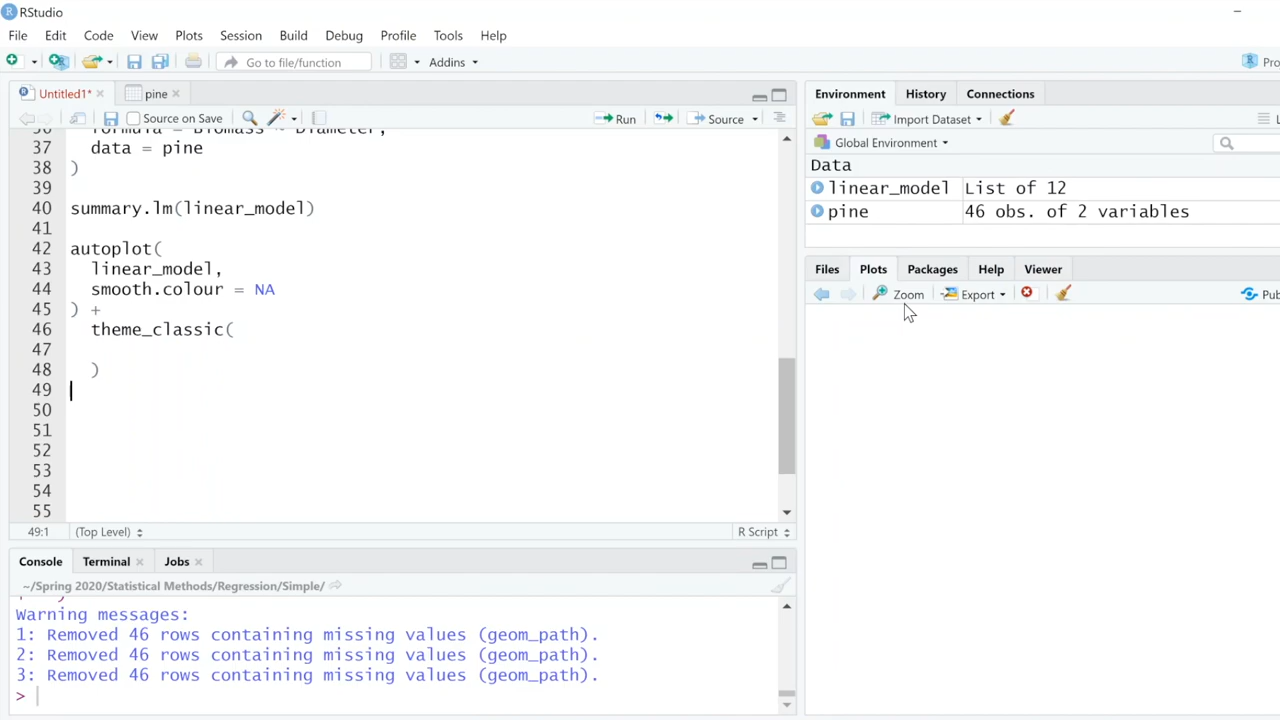 RStudio
File Edit Code View Plots Session Build Debug Profile Tools Help
Go to file/function Addins
Untitled1* pine
Source on Save Run Source
36 formula = Biomass ~ Diameter,
37 data = pine
38 )
39
40 summary.lm(linear_model)
41
42 autoplot(
43 linear_model,
44 smooth.colour = NA
45 ) +
46 theme_classic(
47
48 )
49
50
51
52
53
54
55
49:1 (Top Level) R Script
Console Terminal Jobs
~/Spring 2020/Statistical Methods/Regression/Simple/
Warning messages:
1: Removed 46 rows containing missing values (geom_path).
2: Removed 46 rows containing missing values (geom_path).
3: Removed 46 rows containing missing values (geom_path).
>
Environment History Connections
Import Dataset
Global Environment
Data
linear_model List of 12
pine 46 obs. of 2 variables
Files Plots Packages Help Viewer
Zoom Export